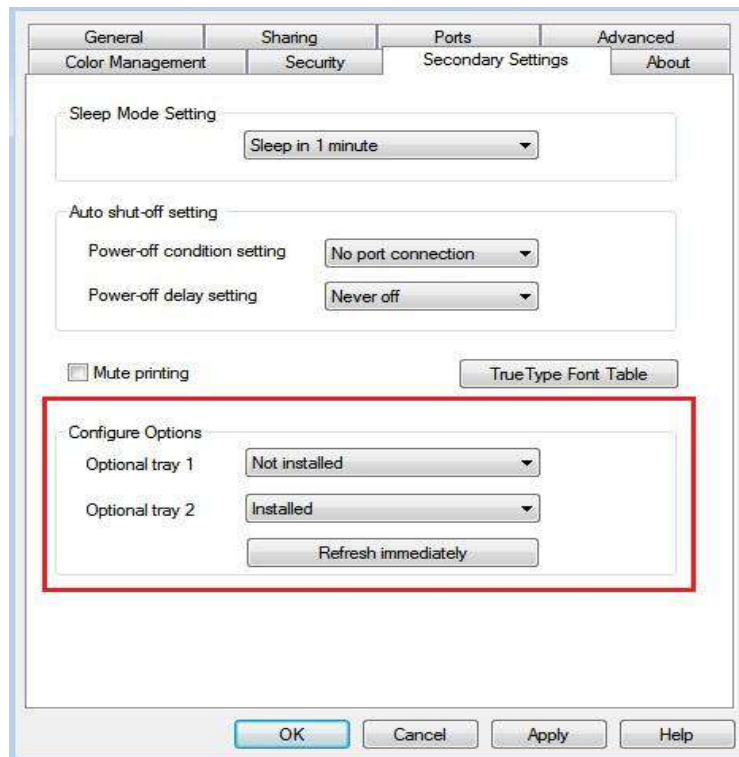 General Sharing Ports Advanced
Color Management Security Secondary Settings About
Sleep Mode Setting
Sleep in 1 minute
Auto shut-off setting
Power-off condition setting No port connection
Power-off delay setting Never off
Mute printing TrueType Font Table
Configure Options
Optional tray 1 Not installed
Optional tray 2 Installed
Refresh immediately
OK Cancel Apply Help